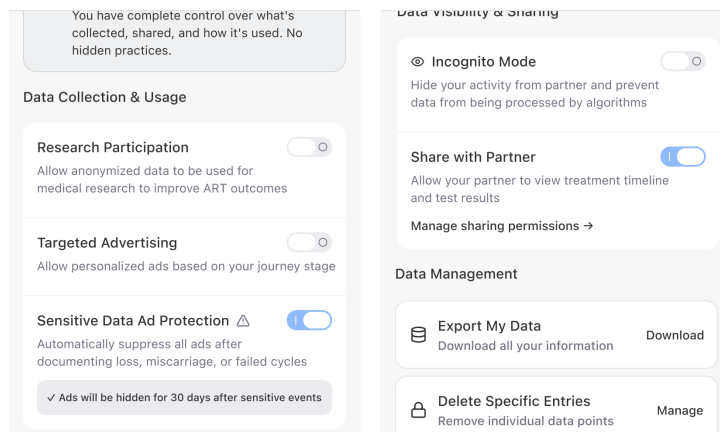 You have complete control over what's
collected, shared, and how it's used. No
hidden practices.
Data Collection & Usage
Research Participation
Allow anonymized data to be used for
medical research to improve ART outcomes
Targeted Advertising
Allow personalized ads based on your journey stage
Sensitive Data Ad Protection
Automatically suppress all ads after
documenting loss, miscarriage, or failed cycles
✓ Ads will be hidden for 30 days after sensitive events
Data Visibility & Sharing
Incognito Mode
Hide your activity from partner and prevent
data from being processed by algorithms
Share with Partner
Allow your partner to view treatment timeline
and test results
Manage sharing permissions →
Data Management
Export My Data
Download all your information
Download
Delete Specific Entries
Remove individual data points
Manage